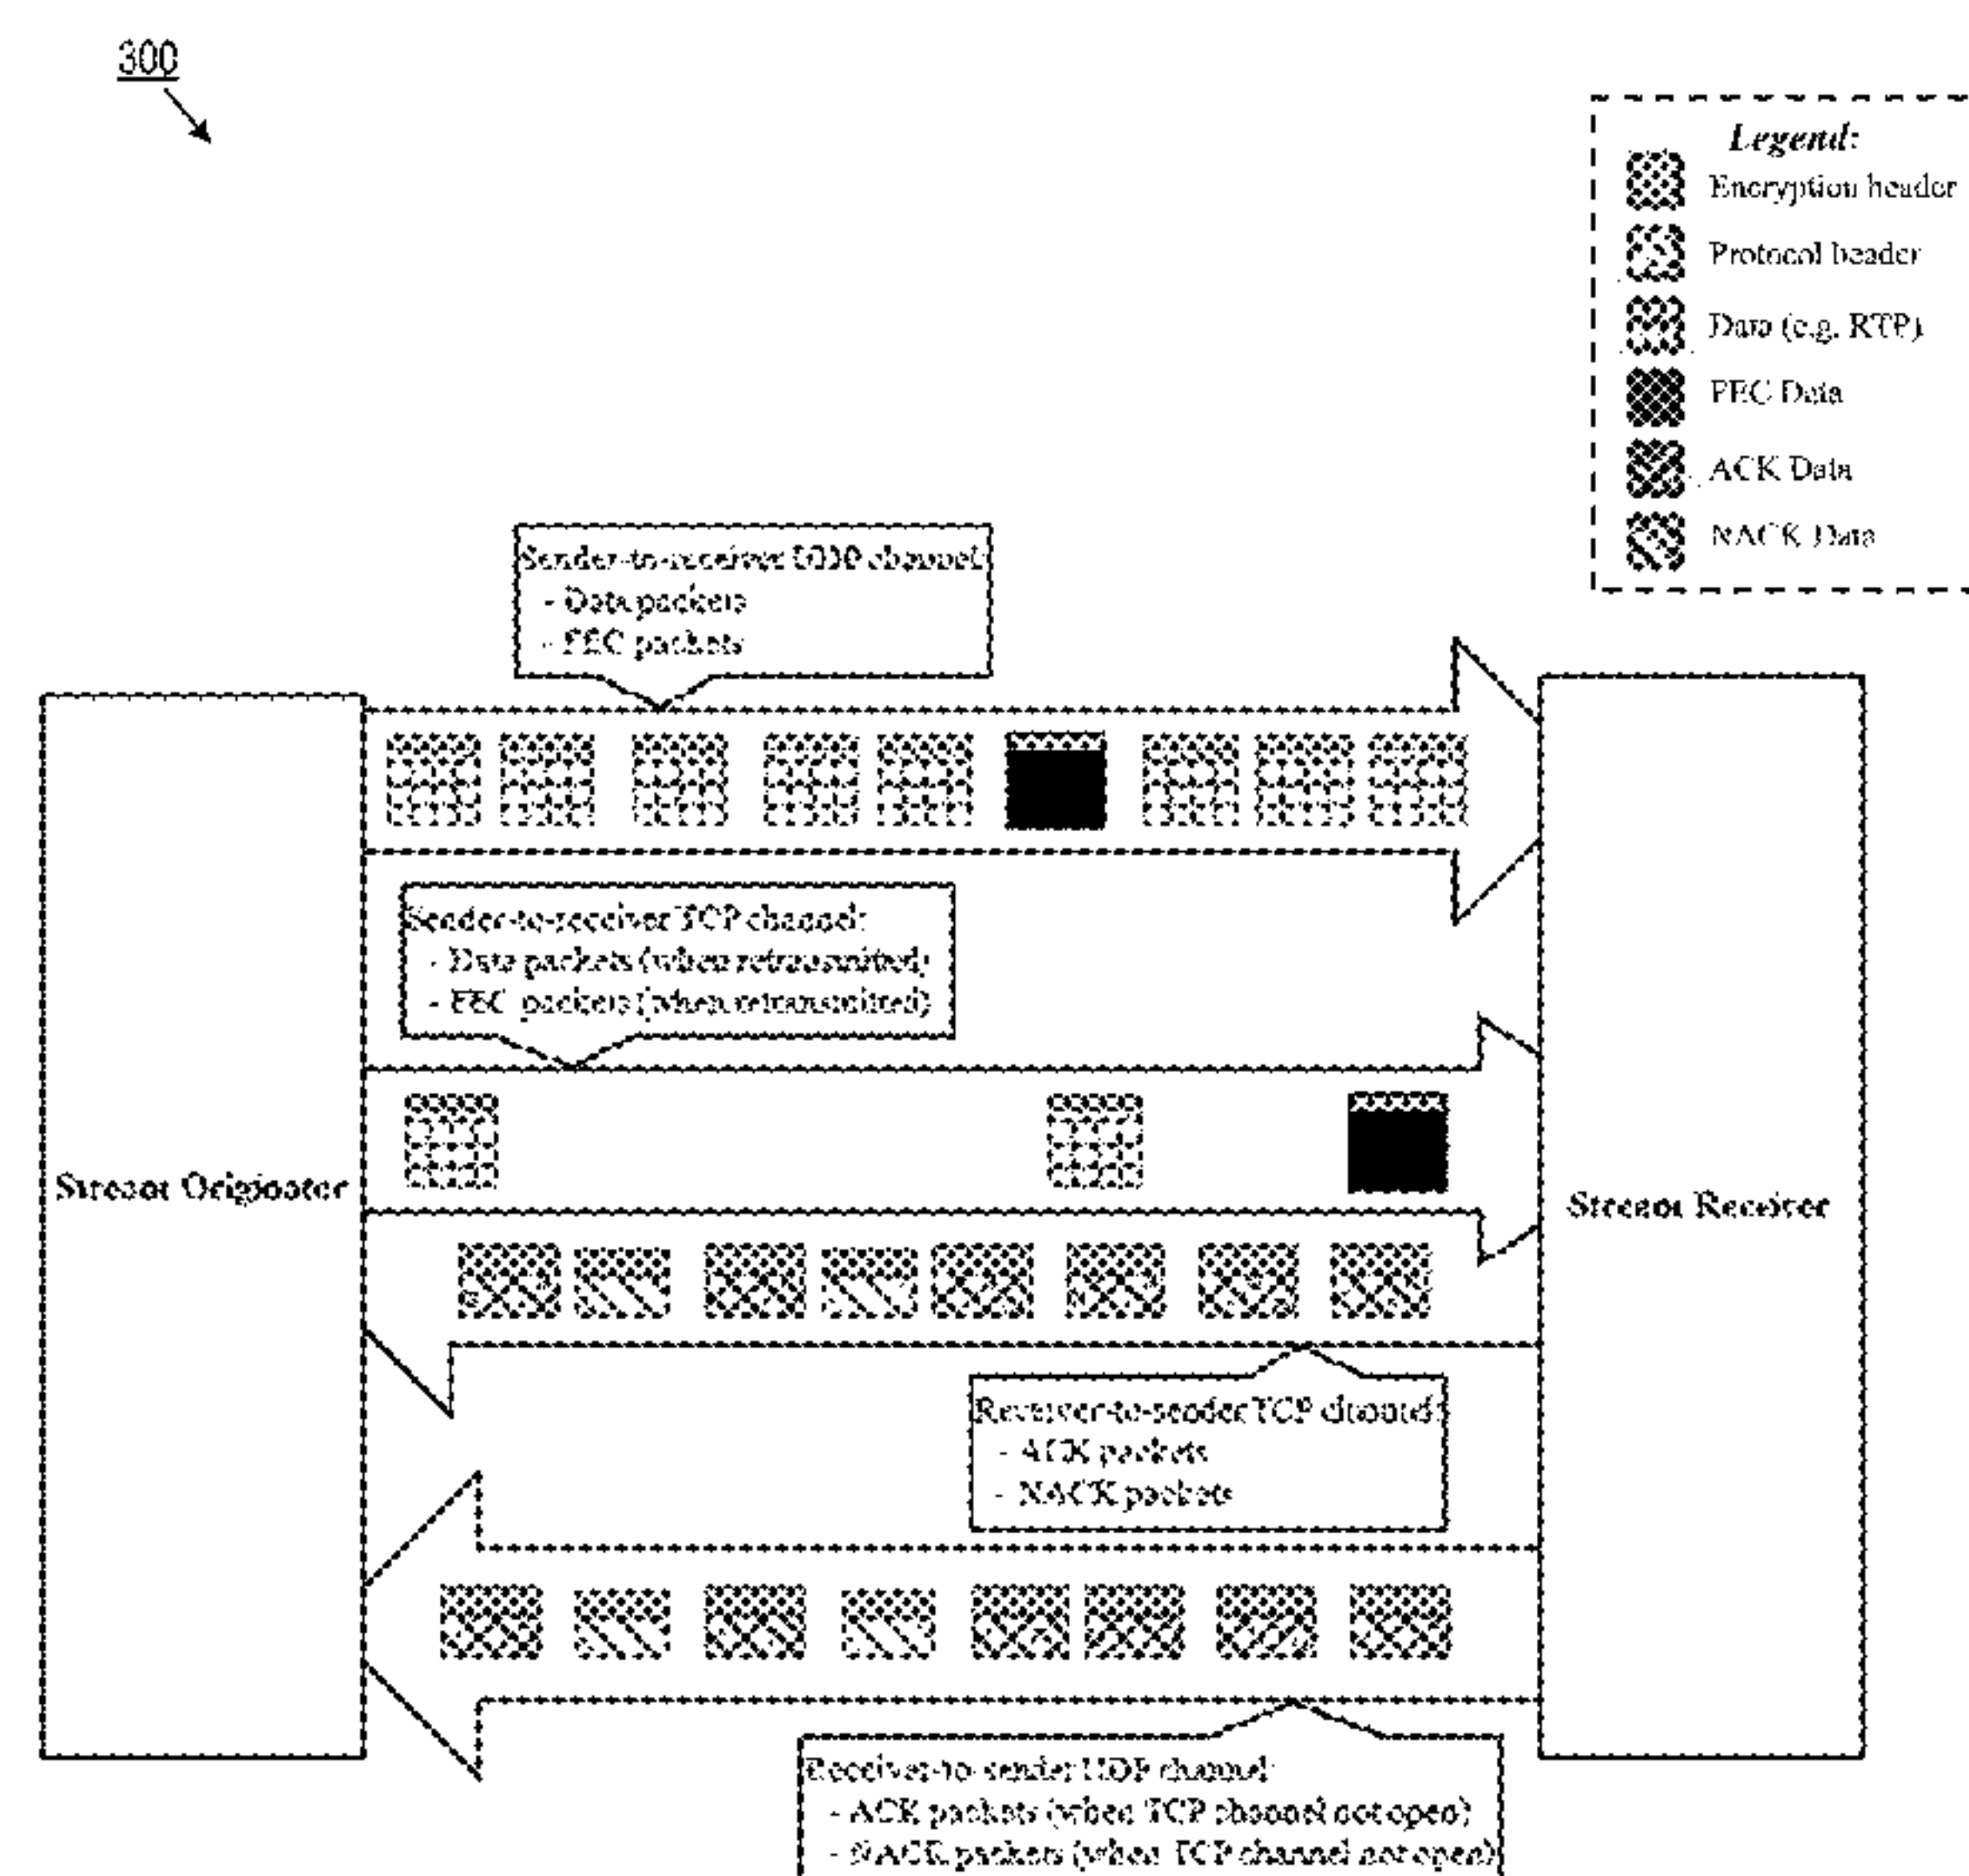 300
Legend:
Encryption header
Protocol header
Data (e.g. RTP)
FEC Data
ACK Data
NACK Data
Sender-to-receiver UDP channel:
- Data packets
- FEC packets
Sender-to-receiver TCP channel:
- Data packets (when retransmitted)
- FEC packets (when retransmitted)
Stream Originator
Stream Receiver
Receiver-to-sender TCP channel:
- ACK packets
- NACK packets
Receiver-to-sender UDP channel:
- ACK packets (when TCP channel not open)
- NACK packets (when TCP channel not open)